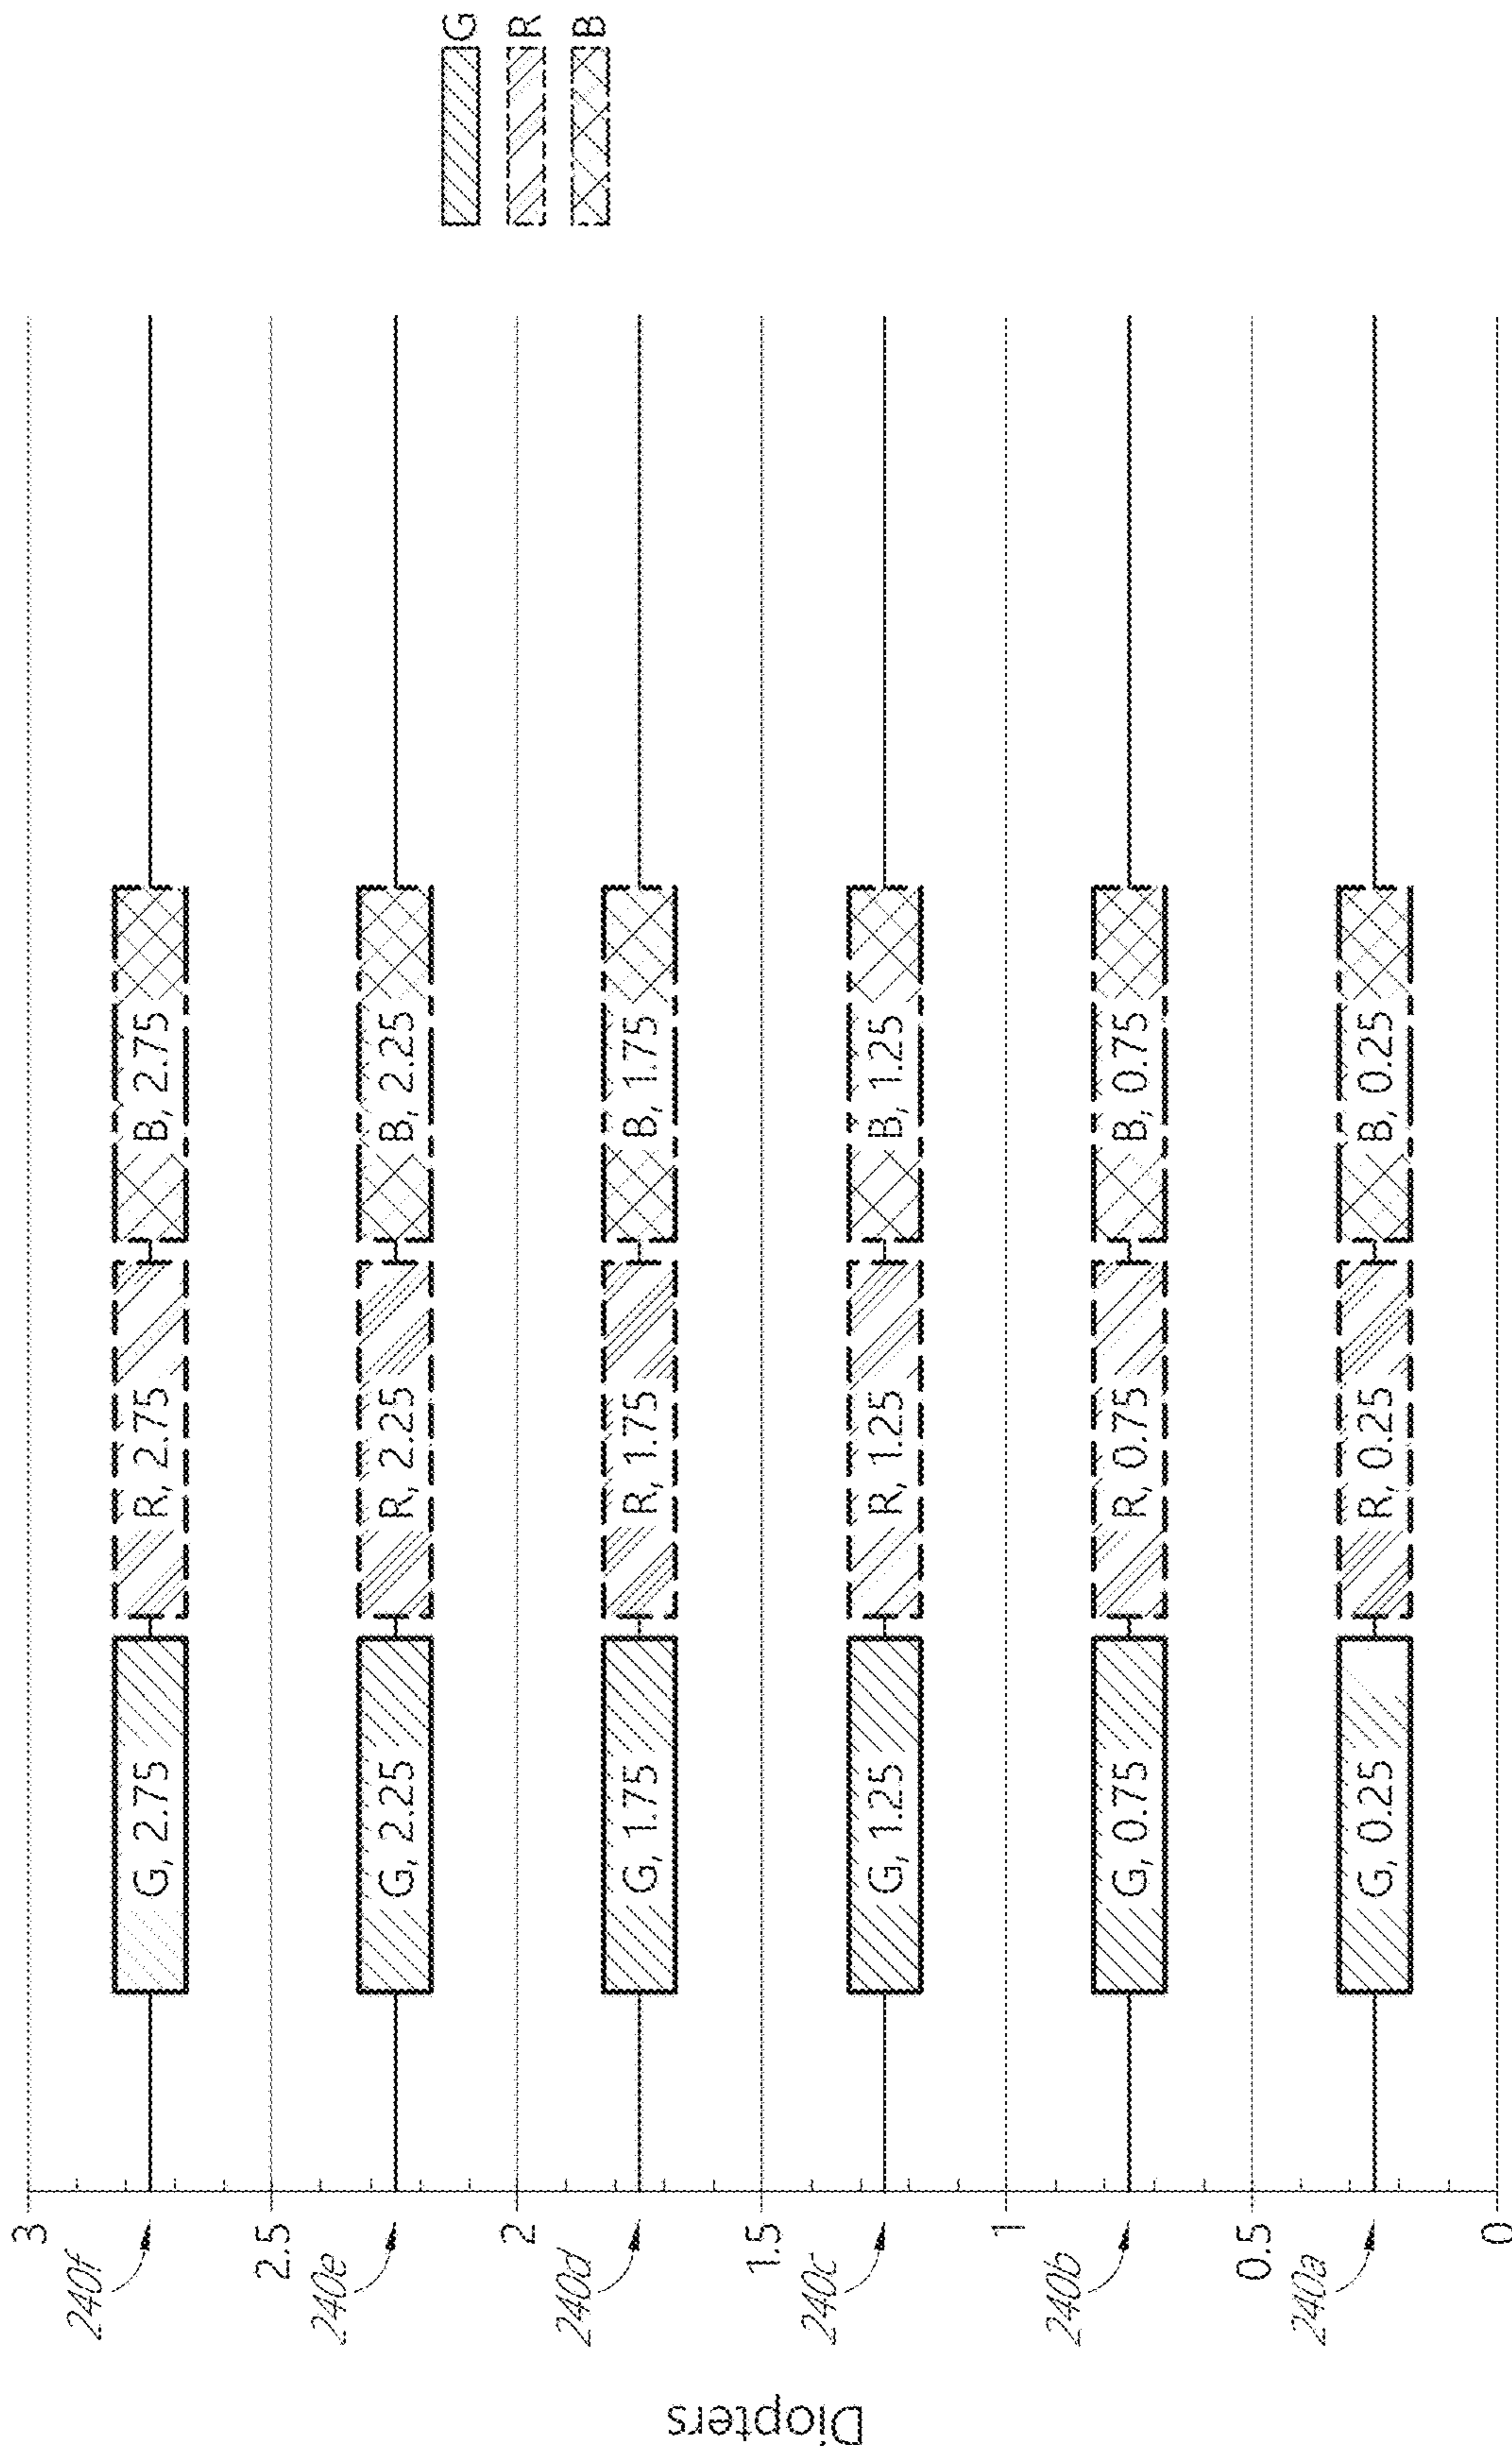 Diopters
3
240f
G, 2.75 R, 2.75 B, 2.75
2.5
240e
G, 2.25 R, 2.25 B, 2.25
2
240d
G, 1.75 R, 1.75 B, 1.75
1.5
240c
G, 1.25 R, 1.25 B, 1.25
1
240b
G, 0.75 R, 0.75 B, 0.75
0.5
240a
G, 0.25 R, 0.25 B, 0.25
0
G
R
B